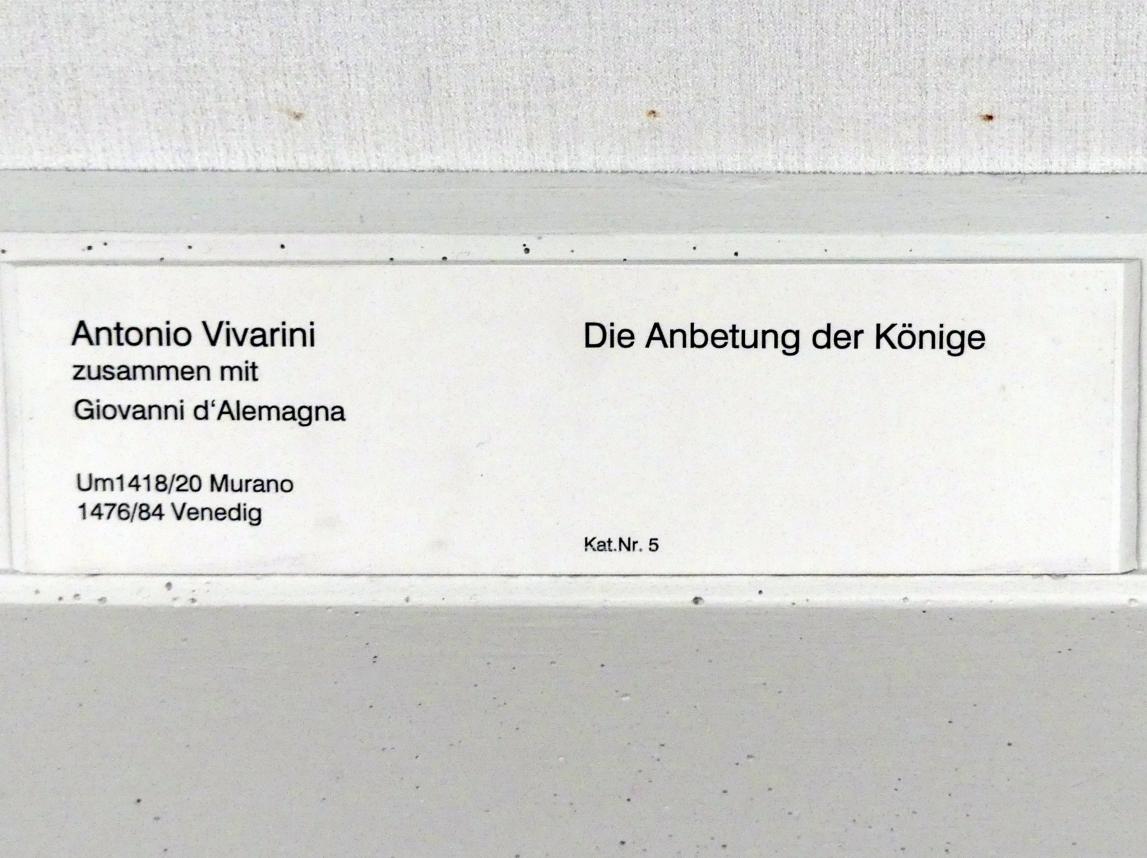 Antonio Vivarini
zusammen mit
Giovanni d‘Alemagna
Um1418/20 Murano
1476/84 Venedig
Die Anbetung der Könige
Kat.Nr. 5